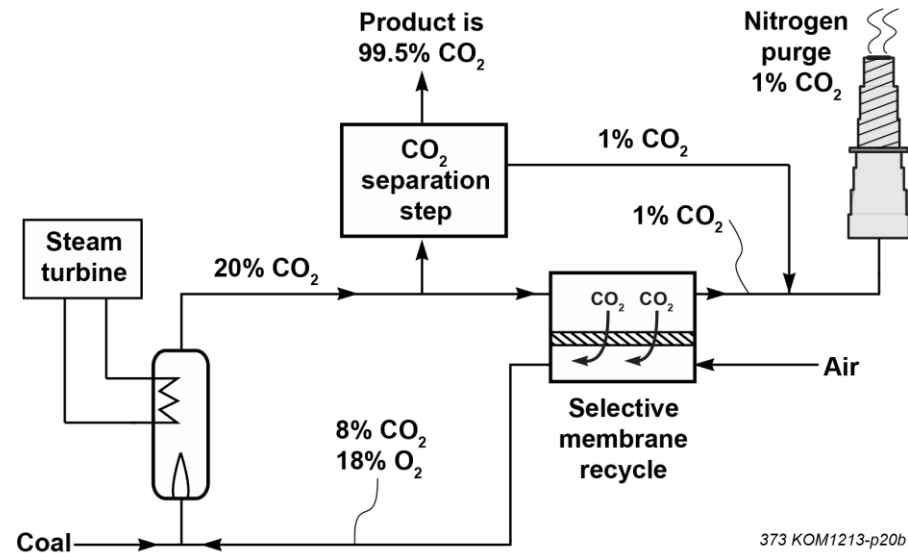 Product is
99.5% CO₂
Nitrogen
purge
1% CO₂
CO₂
separation
step
1% CO₂
1% CO₂
Steam
turbine
20% CO₂
CO₂ CO₂
Air
Selective
membrane
recycle
8% CO₂
18% O₂
Coal
373 KOM1213-p20b